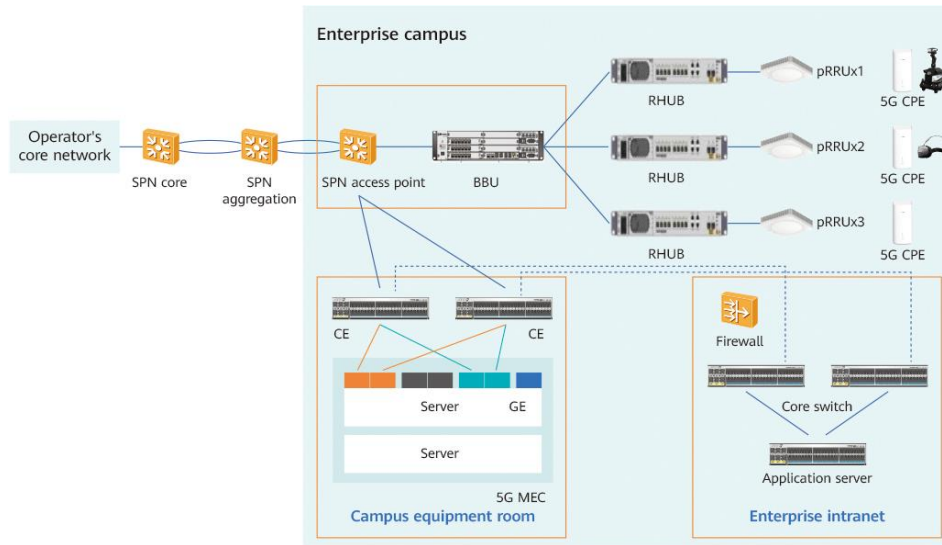 Enterprise campus
Operator's
core network
SPN core
SPN
aggregation
SPN access point
BBU
RHUB
pRRUx1
5G CPE
RHUB
pRRUx2
5G CPE
RHUB
pRRUx3
5G CPE
CE
CE
Server
GE
Server
5G MEC
Campus equipment room
Firewall
Core switch
Application server
Enterprise intranet